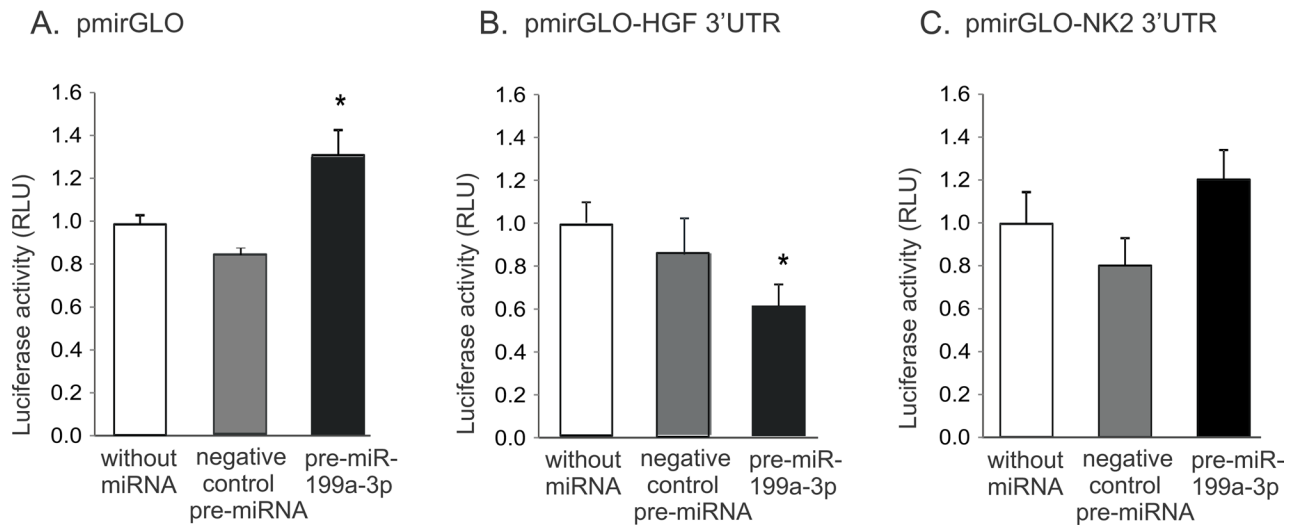 A. pmirGLO
Luciferase activity (RLU)
1.6
1.4
1.2
1.0
0.8
0.6
0.4
0.2
0.0
*
without
miRNA
negative
control
pre-miRNA
pre-miR-
199a-3p
B. pmirGLO-HGF 3'UTR
Luciferase activity (RLU)
1.6
1.4
1.2
1.0
0.8
0.6
0.4
0.2
0.0
*
without
miRNA
negative
control
pre-miRNA
pre-miR-
199a-3p
C. pmirGLO-NK2 3'UTR
Luciferase activity (RLU)
1.6
1.4
1.2
1.0
0.8
0.6
0.4
0.2
0.0
without
miRNA
negative
control
pre-miRNA
pre-miR-
199a-3p